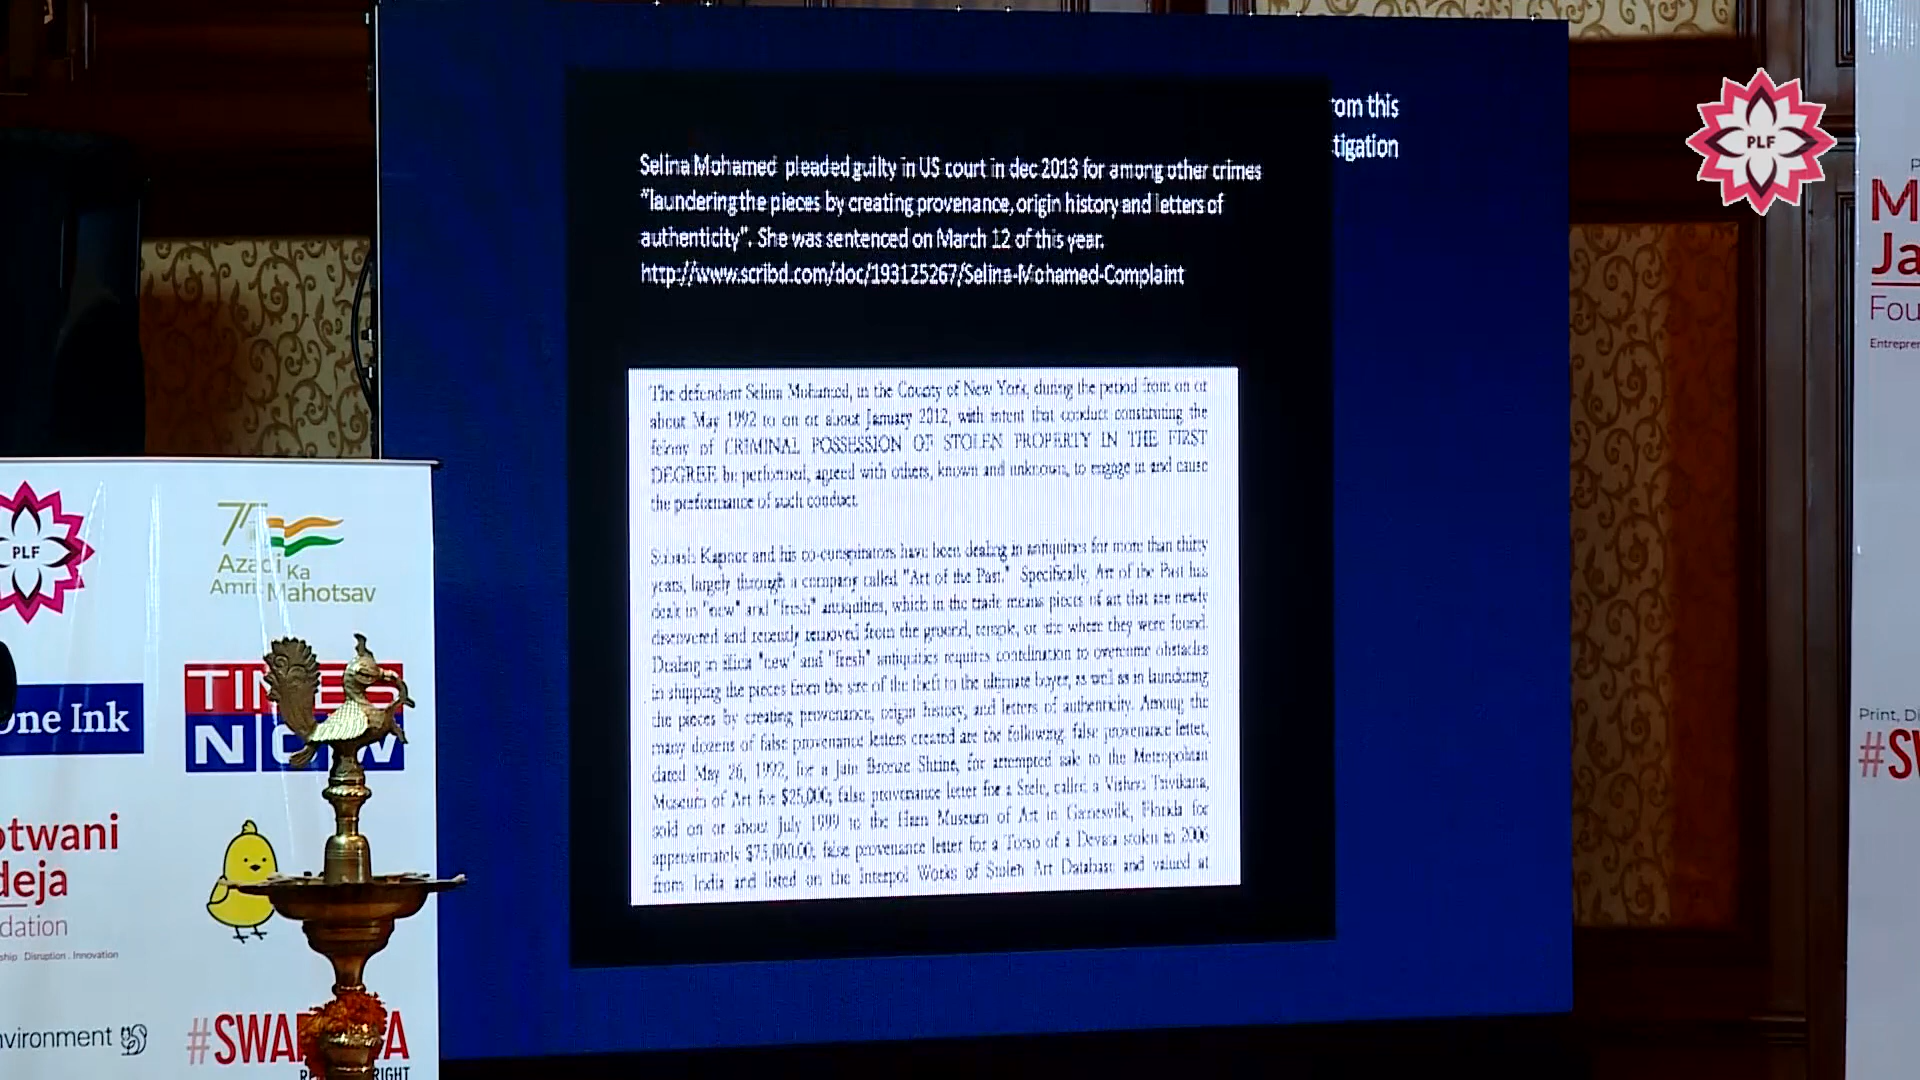 rom this
tigation
Selina Mohamed pleaded guilty in US court in dec 2013 for among other crimes
"laundering the pieces by creating provenance, origin history and letters of
authenticity". She was sentenced on March 12 of this year.
http://www.scribd.com/doc/193125267/Selina-Mohamed-Complaint
The defendant Selina Mohamed, in the County of New York, during the period from on or
about May 1992 to on or about January 2012, with intent that conduct constituting the
felony of CRIMINAL POSSESSION OF STOLEN PROPERTY IN THE FIRST
DEGREE be performed, agreed with others, known and unknown, to engage in and cause
the performance of such conduct.
Subash Kapoor and his co-conspirators have been dealing in antiquities for more than thirty
years, largely through a company called "Art of the Past." Specifically, Art of the Past has
dealt in "new" and "fresh" antiquities, which in the trade means pieces of art that are newly
discovered and recently removed from the ground, temple, or site where they were found.
Dealing in illicit "new" and "fresh" antiquities requires coordination to overcome obstacles
in shipping the pieces from the site of the theft to the ultimate buyer, as well as in laundering
the pieces by creating provenance, origin history, and letters of authenticity. Among the
many dozens of false provenance letters created are the following: false provenance letter,
dated May 26, 1992, for a Jain Bronze Shrine, for attempted sale to the Metropolitan
Museum of Art for $25,000; false provenance letter for a Stele, called a Vishnu Trivikrama,
sold on or about July 1999 to the Harn Museum of Art in Gainesville, Florida for
approximately $75,000.00; false provenance letter for a Torso of a Devata stolen in 2006
from India and listed on the Interpol Works of Stolen Art Database and valued at
PLF
PLF
75
Azadi Ka
Amrit Mahotsav
One Ink
TIMES
NOW
otwani
deja
dation
ship . Disruption . Innovation
nvironment
#SWA
RIGHT
P
M
Ja
Fou
Entrepren
Print, Di
#SW